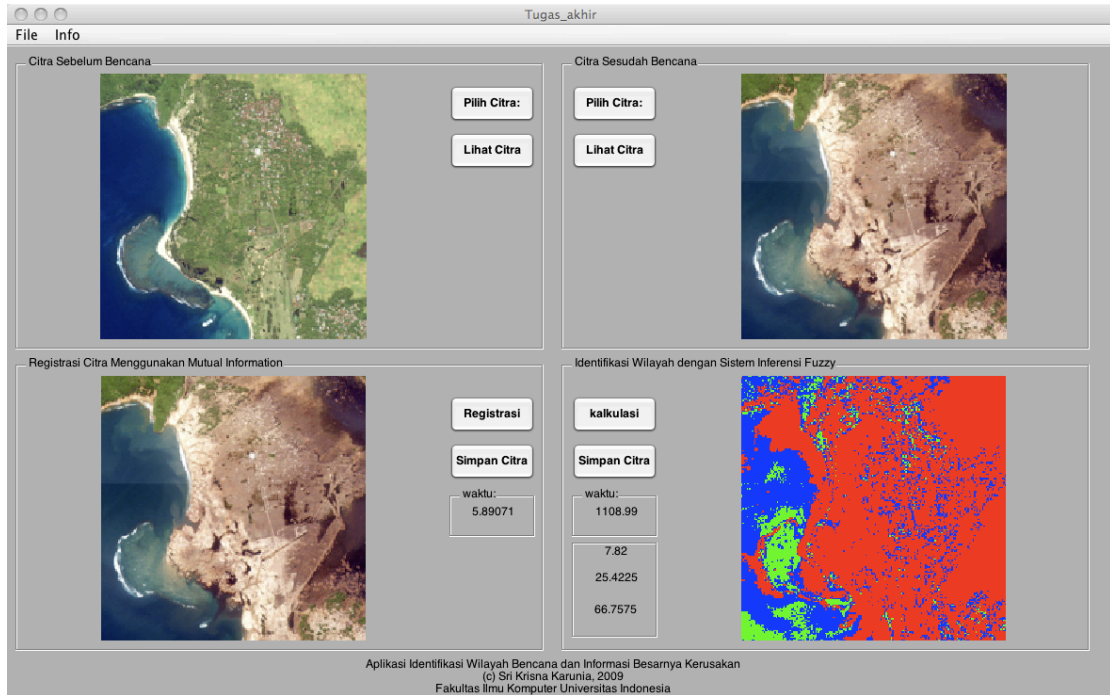 Tugas_akhir
File Info
Citra Sebelum Bencana
Pilih Citra:
Lihat Citra
Citra Sesudah Bencana
Pilih Citra:
Lihat Citra
Registrasi Citra Menggunakan Mutual Information
Registrasi
Simpan Citra
waktu:
5.89071
Identifikasi Wilayah dengan Sistem Inferensi Fuzzy
kalkulasi
Simpan Citra
waktu:
1108.99
7.82
25.4225
66.7575
Aplikasi Identifikasi Wilayah Bencana dan Informasi Besarnya Kerusakan
(c) Sri Krisna Karunia, 2009
Fakultas Ilmu Komputer Universitas Indonesia